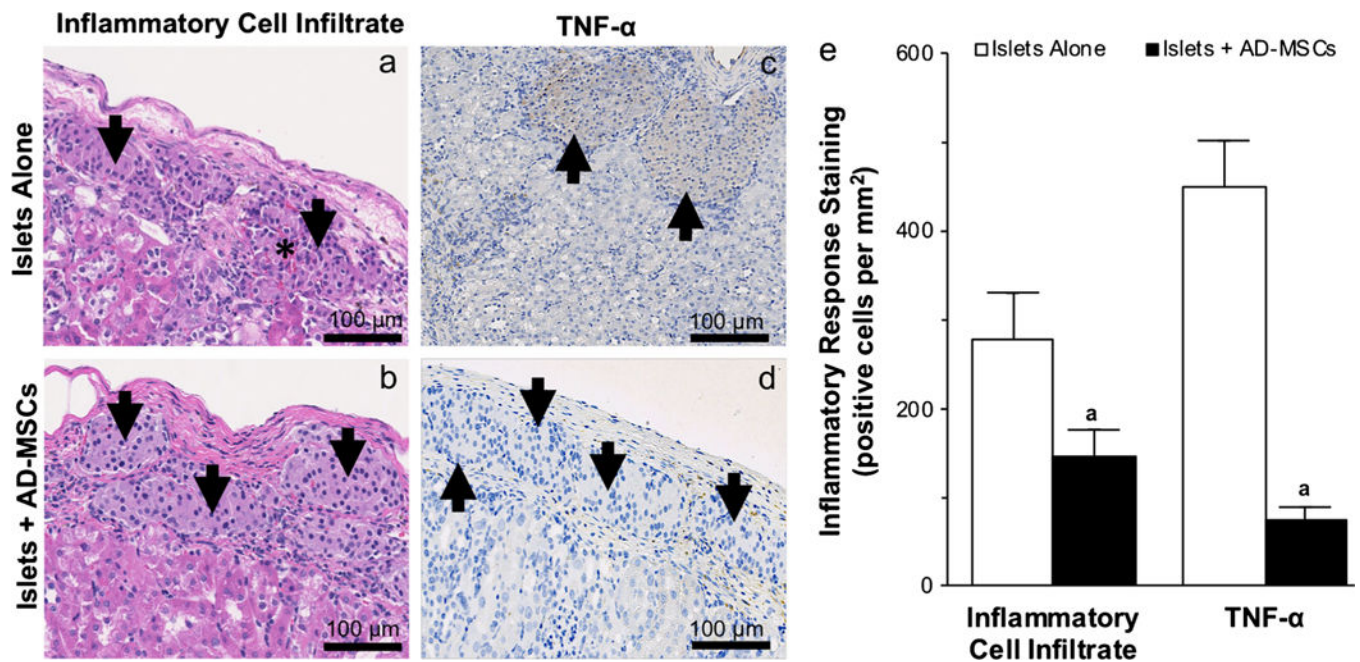 Inflammatory Cell Infiltrate
TNF-α
Islets Alone
a
*
100 µm
c
100 µm
Islets + AD-MSCs
b
100 µm
d
100 µm
e
Islets Alone
Islets + AD-MSCs
Inflammatory Response Staining
(positive cells per mm²)
600
400
200
0
a
a
Inflammatory
Cell Infiltrate
TNF-α